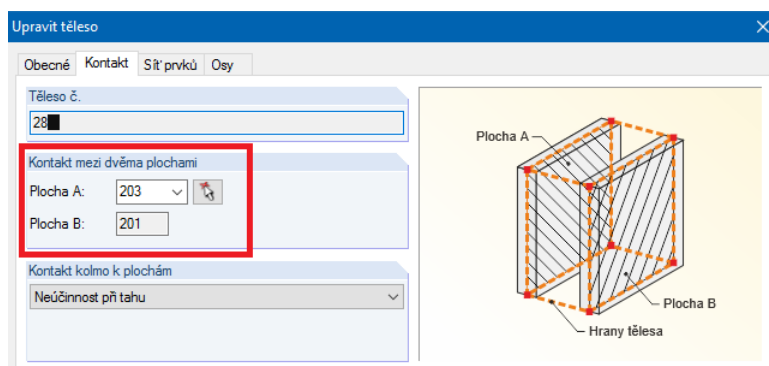 Upravit těleso
Obecné Kontakt Síť prvků Osy
Těleso č.
28
Kontakt mezi dvěma plochami
Plocha A: 203
Plocha B: 201
Kontakt kolmo k plochám
Neúčinnost při tahu
Plocha A
Plocha B
Hrany tělesa